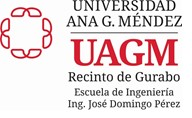 UNIVERSIDAD
ANA G. MÉNDEZ
UAGM
Recinto de Gurabo
Escuela de Ingeniería
Ing. José Domingo Pérez